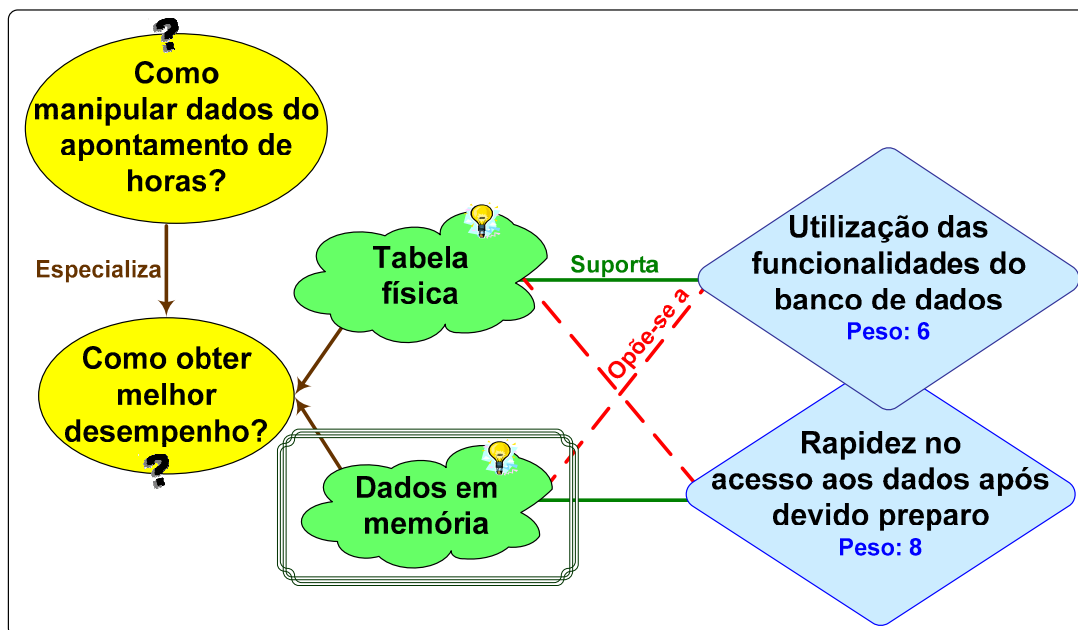 ?
Como
manipular dados do
apontamento de
horas?
Especializa
Como obter
melhor
desempenho?
?
Tabela
física
Suporta
Opõe-se a
Dados em
memória
Utilização das
funcionalidades do
banco de dados
Peso: 6
Rapidez no
acesso aos dados após
devido preparo
Peso: 8